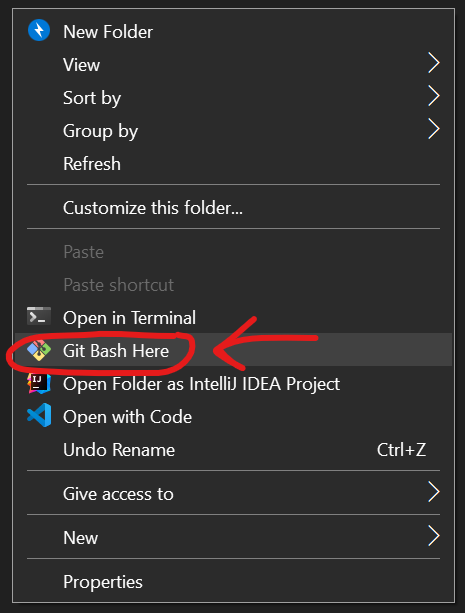 New Folder
View
Sort by
Group by
Refresh
Customize this folder...
Paste
Paste shortcut
Open in Terminal
Git Bash Here
Open Folder as IntelliJ IDEA Project
Open with Code
Undo Rename Ctrl+Z
Give access to
New
Properties